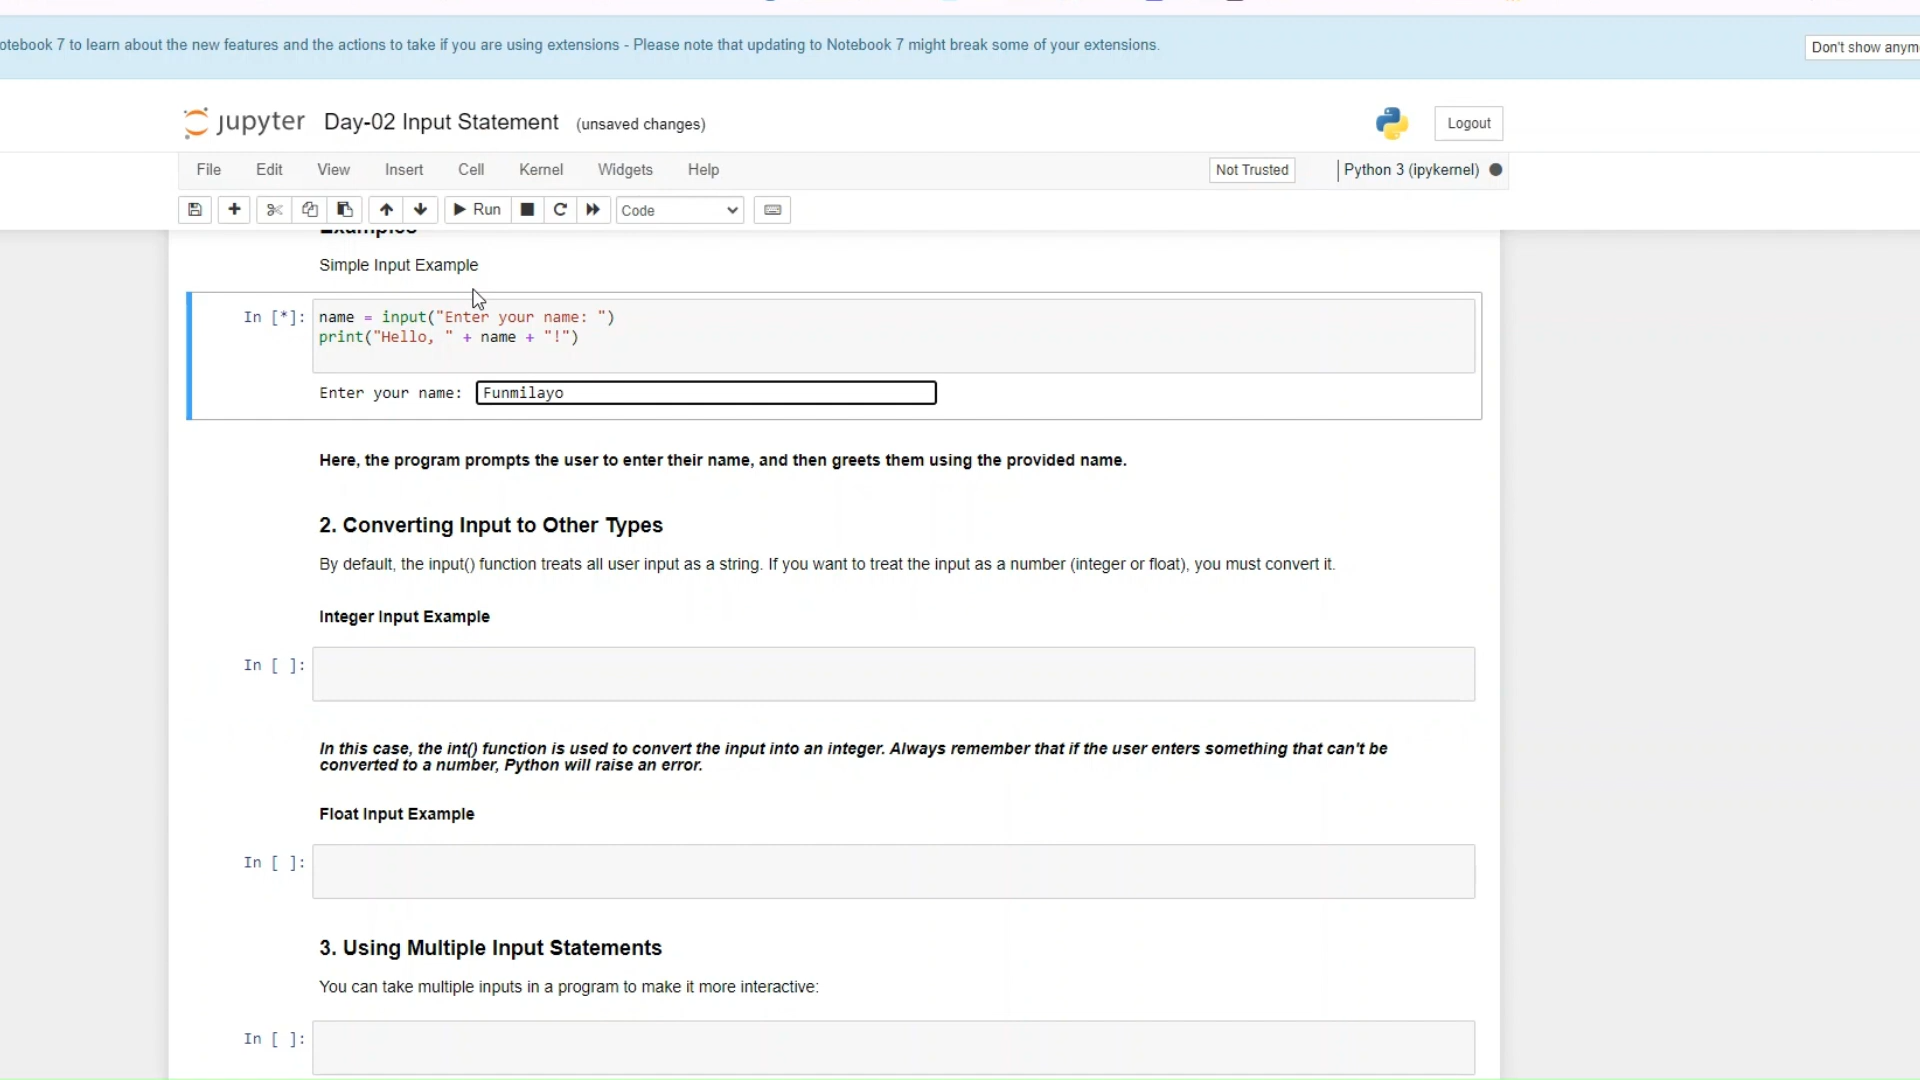 otebook 7 to learn about the new features and the actions to take if you are using extensions - Please note that updating to Notebook 7 might break some of your extensions.
Don't show anym
jupyter Day-02 Input Statement (unsaved changes)
Logout
File Edit View Insert Cell Kernel Widgets Help
Not Trusted
Python 3 (ipykernel)
Run
Code
Examples
Simple Input Example
In [*]: name = input("Enter your name: ")
print("Hello, " + name + "!")
Enter your name: Funmilayo
Here, the program prompts the user to enter their name, and then greets them using the provided name.
2. Converting Input to Other Types
By default, the input() function treats all user input as a string. If you want to treat the input as a number (integer or float), you must convert it.
Integer Input Example
In [ ]:
In this case, the int() function is used to convert the input into an integer. Always remember that if the user enters something that can't be
converted to a number, Python will raise an error.
Float Input Example
In [ ]:
3. Using Multiple Input Statements
You can take multiple inputs in a program to make it more interactive:
In [ ]: